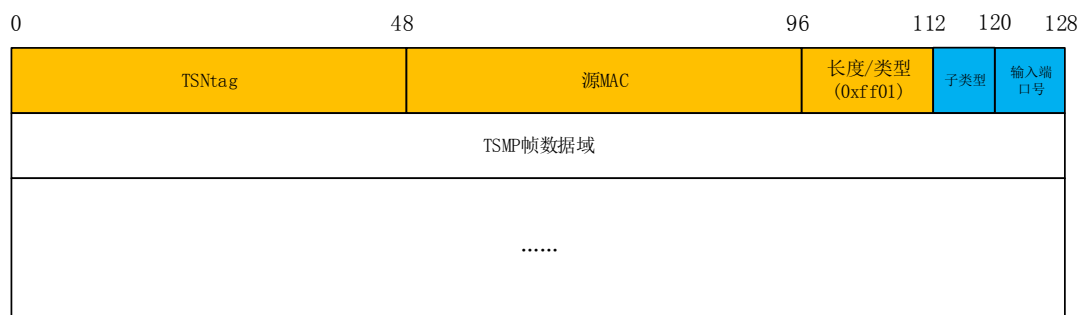 0 48 96 112 120 128
TSNtag 源MAC 长度/类型 子类型 输入端
(0xff01) 口号
TSMP帧数据域
......